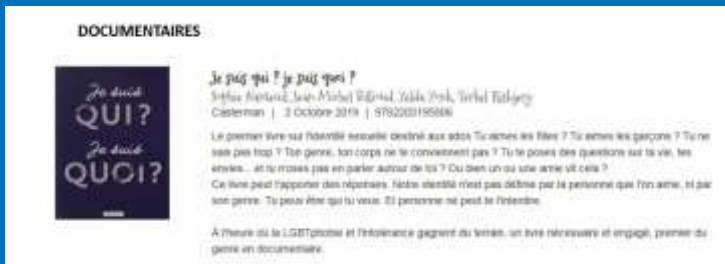 DOCUMENTAIRES
Je suis
QUI?
Je suis
QUOI?
Je suis qui ? je suis quoi ?
Sophie Jean-Michel
Casterman | 2 Octobre 2019 |
Le premier livre sur l'identité sexuelle destiné aux ados Tu aimes les filles ? Tu aimes les garçons ? Tu ne
sais pas trop ? Ton genre, ton corps ne te conviennent pas ? Tu te poses des questions sur ta vie, tes
envies... et tu n'oses pas en parler autour de toi ? Ou bien un ou une amie vit cela ?
Ce livre peut t'apporter des réponses. Notre identité n'est pas définie par la personne que l'on aime, ni par
son genre. Tu peux être qui tu veux. Et personne ne peut te l'interdire.
À l'heure où la LGBTphobie et l'intolérance gagnent du terrain, un livre nécessaire et engagé, premier du
genre en documentaire.